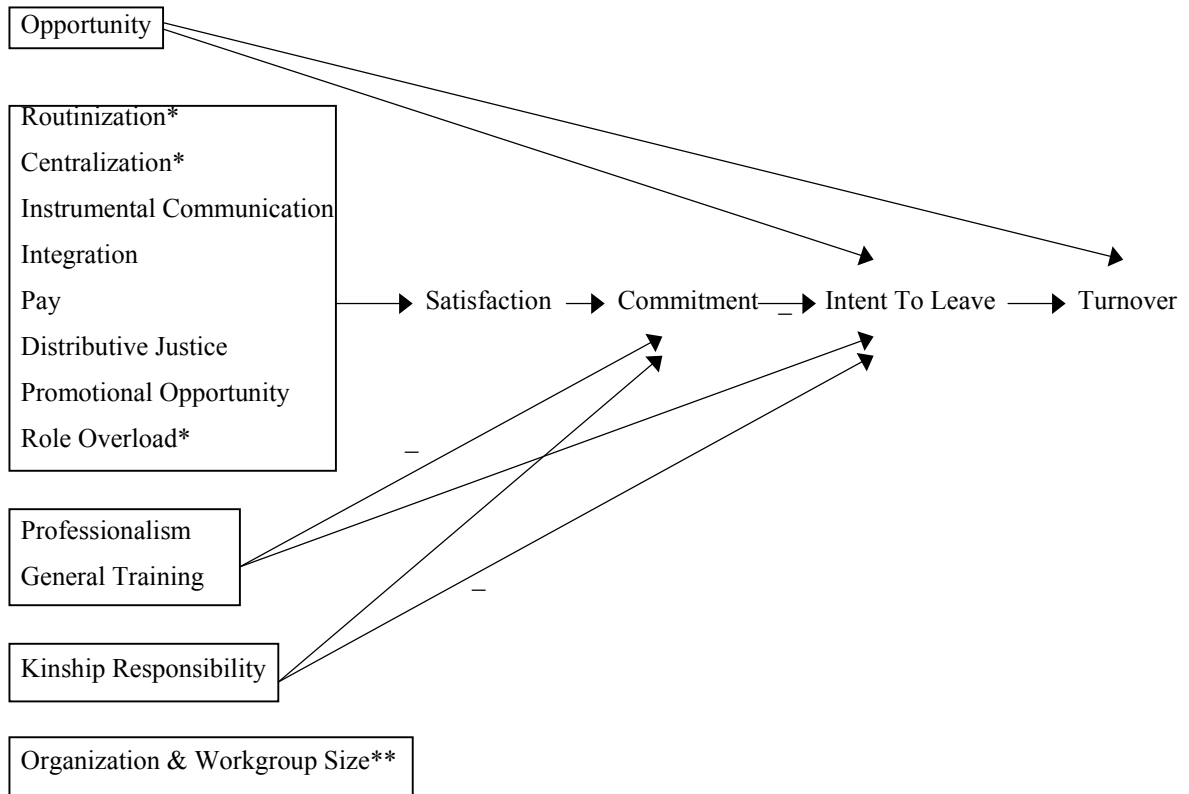 Opportunity
Routinization*
Centralization*
Instrumental Communication
Integration
Pay
Satisfaction
Commitment
–
Intent To Leave
Turnover
Distributive Justice
Promotional Opportunity
Role Overload*
–
Professionalism
General Training
–
Kinship Responsibility
Organization & Workgroup Size**